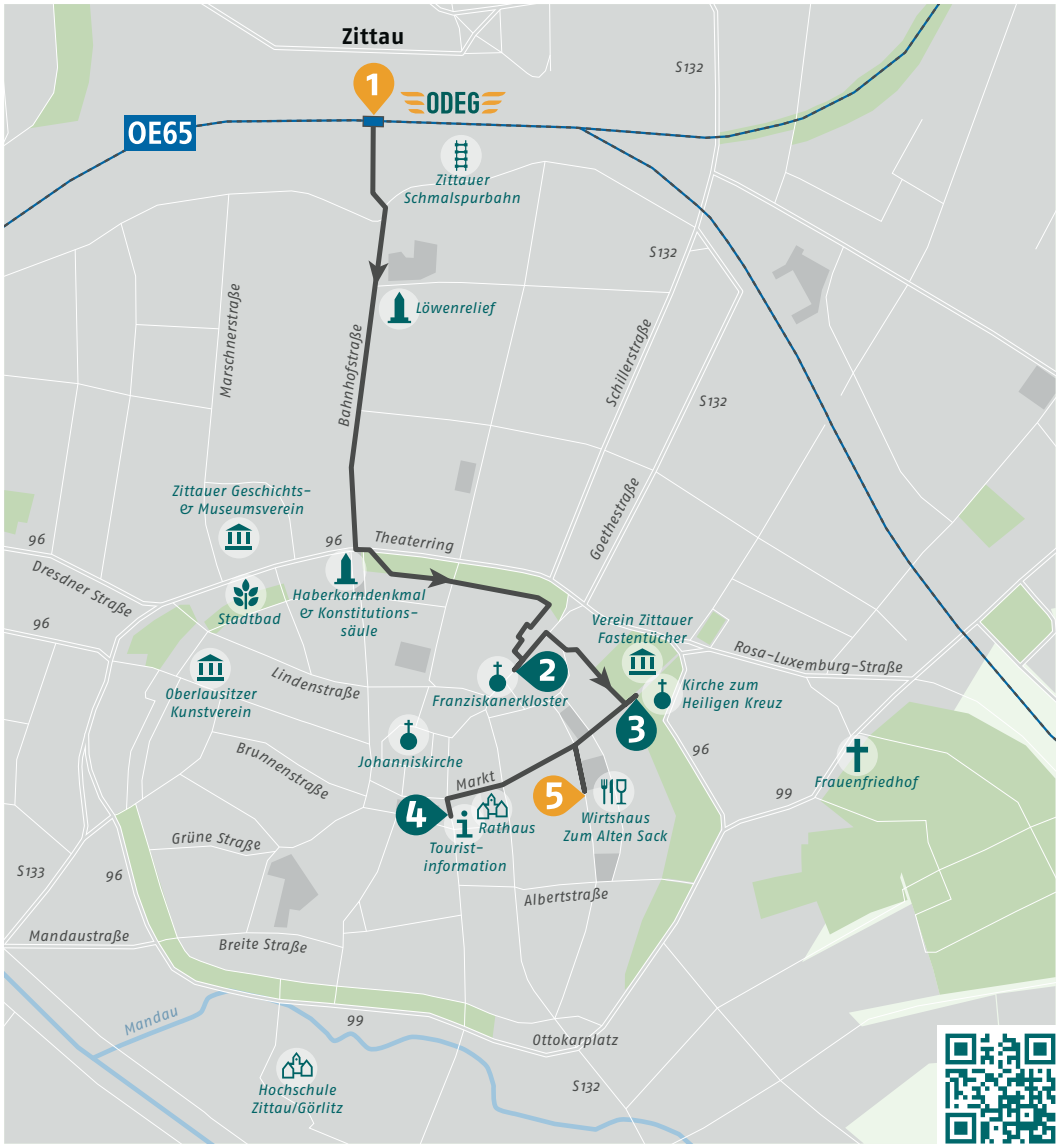 Zittau
1
ODEG
S132
OE65
Zittauer
Schmalspurbahn
S132
Löwenrelief
Marschnerstraße
Bahnhofstraße
Schillerstraße
S132
Zittauer Geschichts-
& Museumsverein
Goethestraße
96
96
Theaterring
Dresdner Straße
Haberkorndenkmal
& Konstitutions-
säule
Stadtbad
96
Verein Zittauer
Fastentücher
Rosa-Luxemburg-Straße
Lindenstraße
Oberlausitzer
Kunstverein
2
Franziskanerkloster
Kirche zum
Heiligen Kreuz
3
Johanniskirche
96
Brunnenstraße
Markt
Frauenfriedhof
99
5
4
Rathaus
Wirtshaus
Zum Alten Sack
Tourist-
information
Grüne Straße
S133
96
Albertstraße
Mandaustraße
Breite Straße
Mandau
99
Ottokarplatz
S132
Hochschule
Zittau/Görlitz